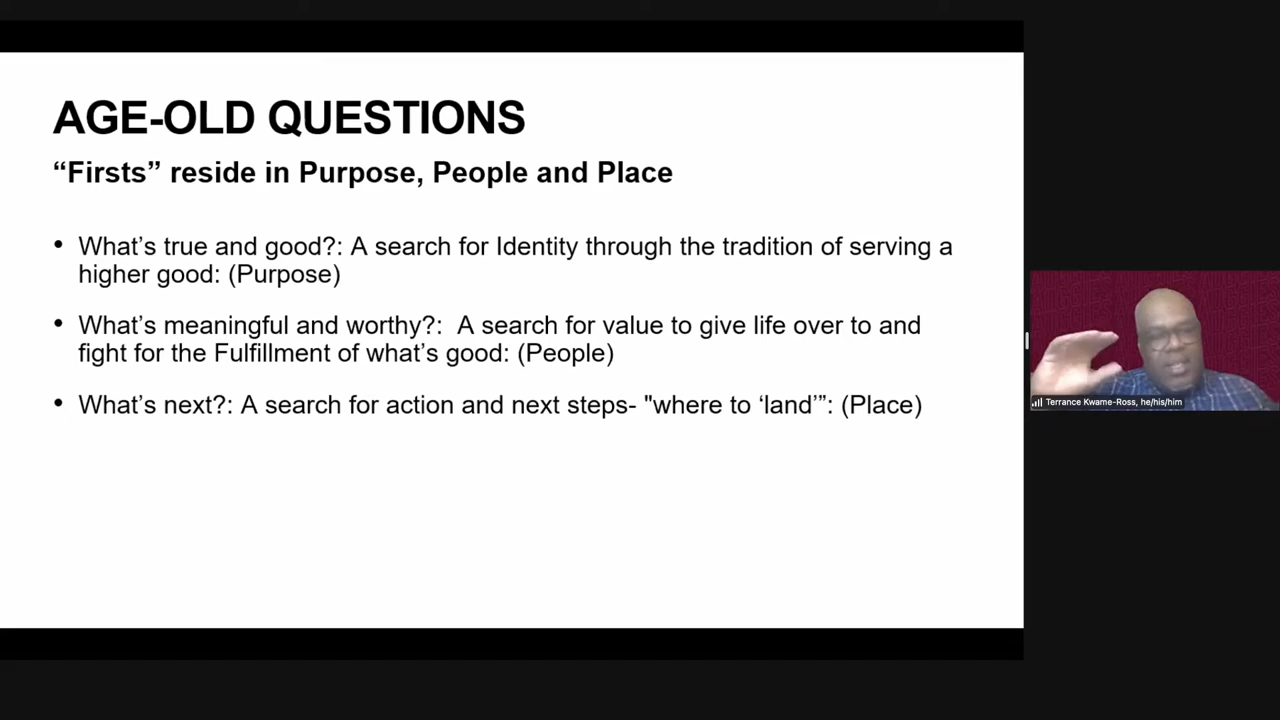 AGE-OLD QUESTIONS
“Firsts” reside in Purpose, People and Place
• What’s true and good?: A search for Identity through the tradition of serving a
higher good: (Purpose)
• What’s meaningful and worthy?:  A search for value to give life over to and
fight for the Fulfillment of what’s good: (People)
• What’s next?: A search for action and next steps- "where to ‘land’”: (Place)
Terrance Kwame-Ross, he/his/him